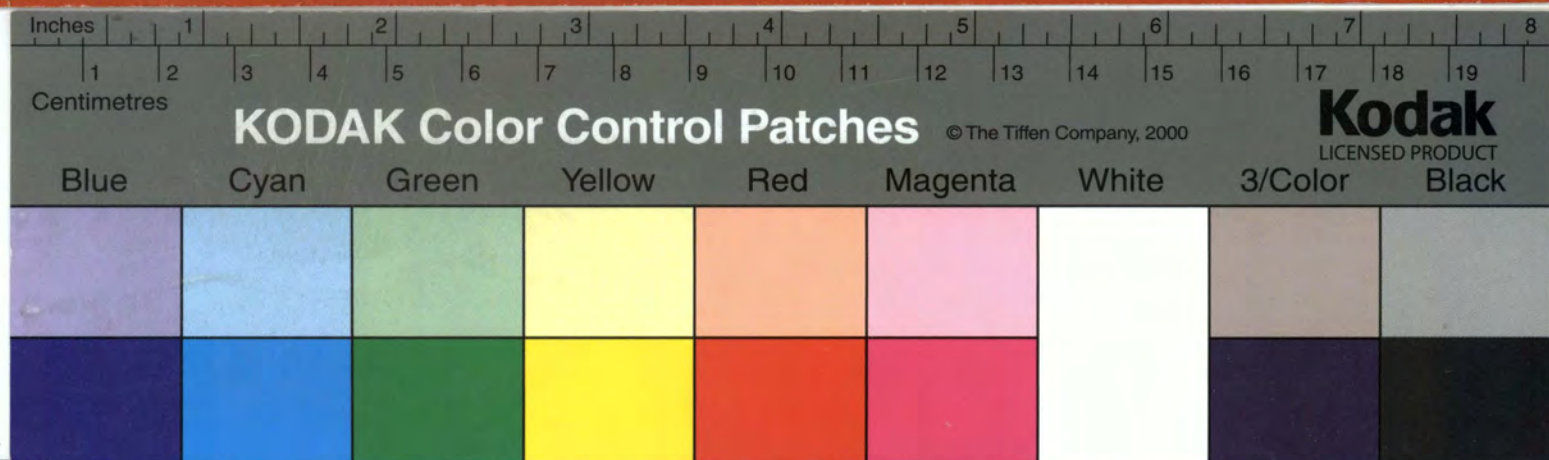 Inches 1 2 3 4 5 6 7 8
1 2 3 4 5 6 7 8 9 10 11 12 13 14 15 16 17 18 19
Centimetres
KODAK Color Control Patches © The Tiffen Company, 2000 Kodak
LICENSED PRODUCT
Blue Cyan Green Yellow Red Magenta White 3/Color Black